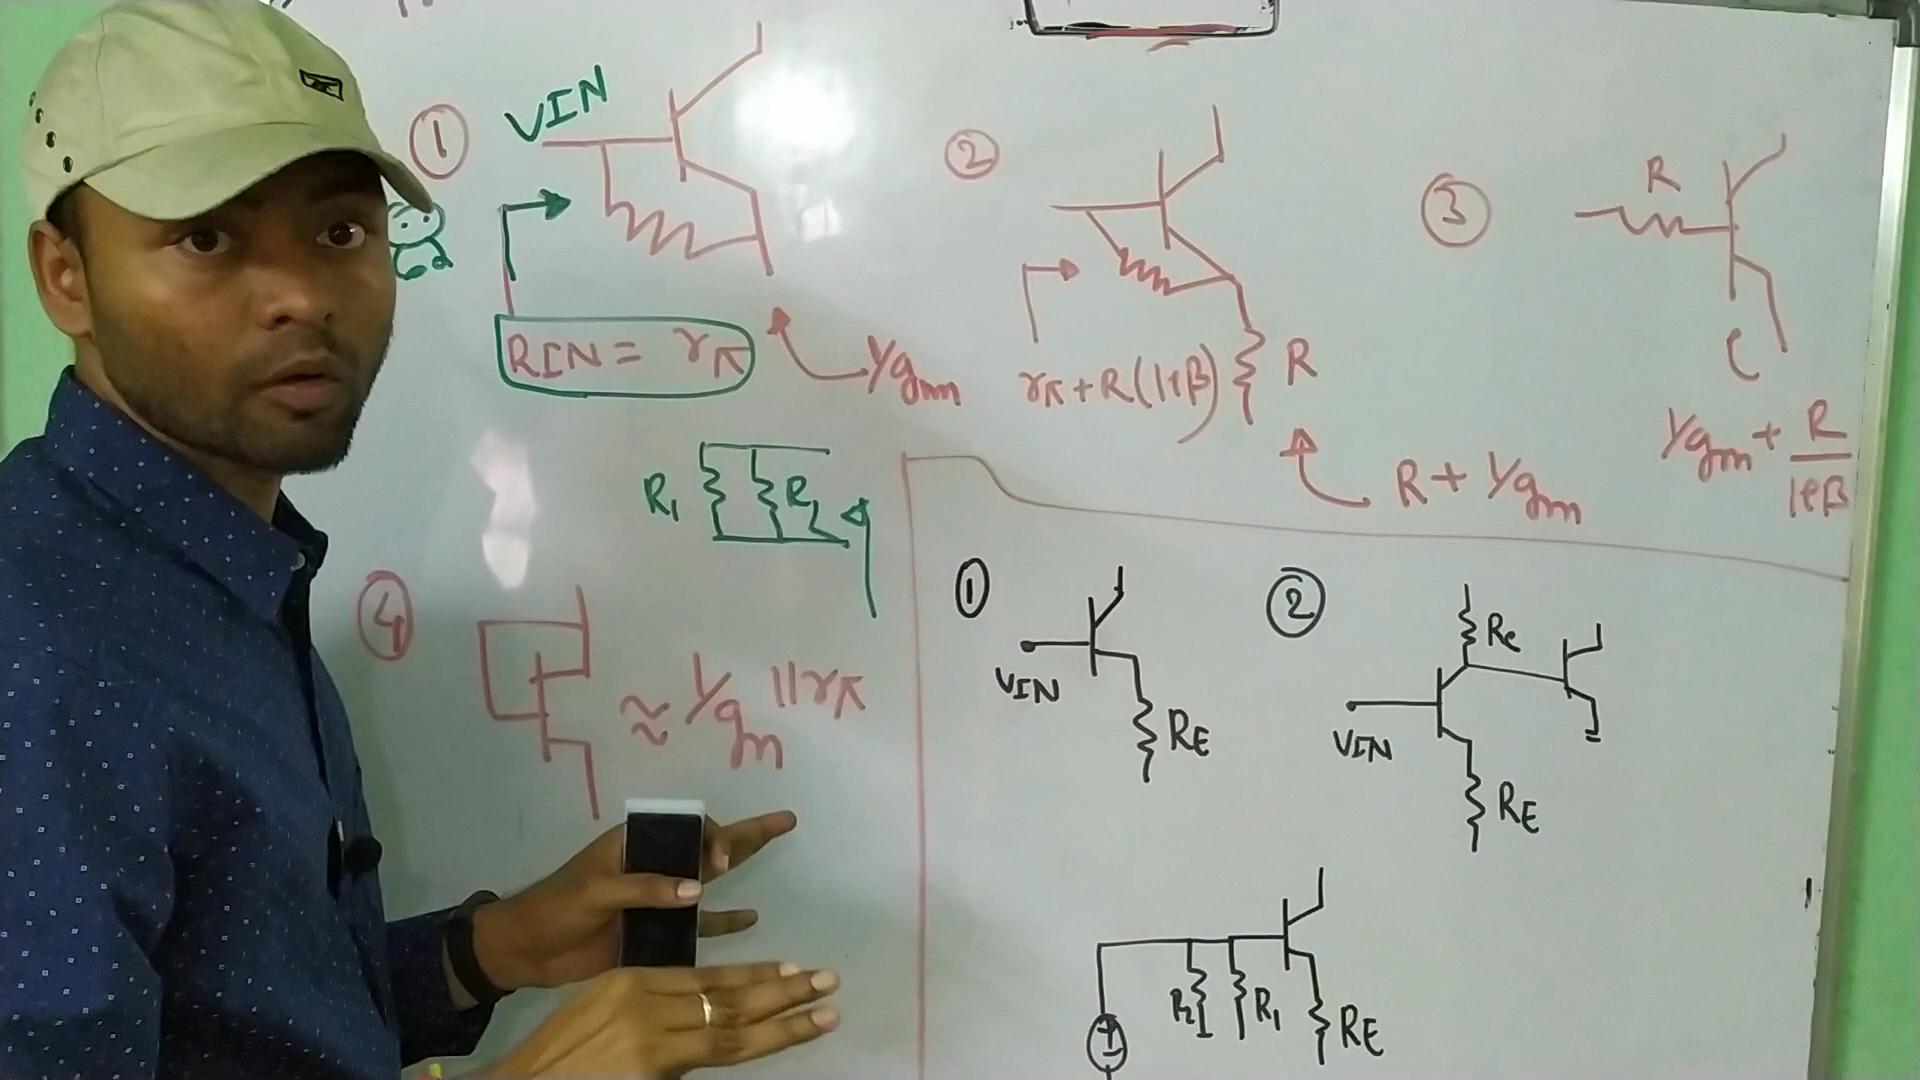 ①
VIN
RIN = rπ
1/gm
②
rπ + R(1+β)
R
R + 1/gm
③
R
1/gm + R/1+β
R1
R2
④
≈ 1/gm || rπ
①
VIN
RE
②
RC
VIN
RE
R2
R1
RE